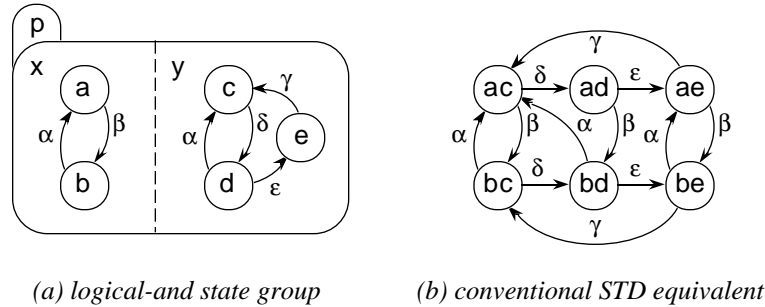 p
x y γ
a c γ
α β α δ e
b d ε
ac δ ad ε ae
α β α β α β
bc δ bd ε be
γ
(a) logical-and state group (b) conventional STD equivalent